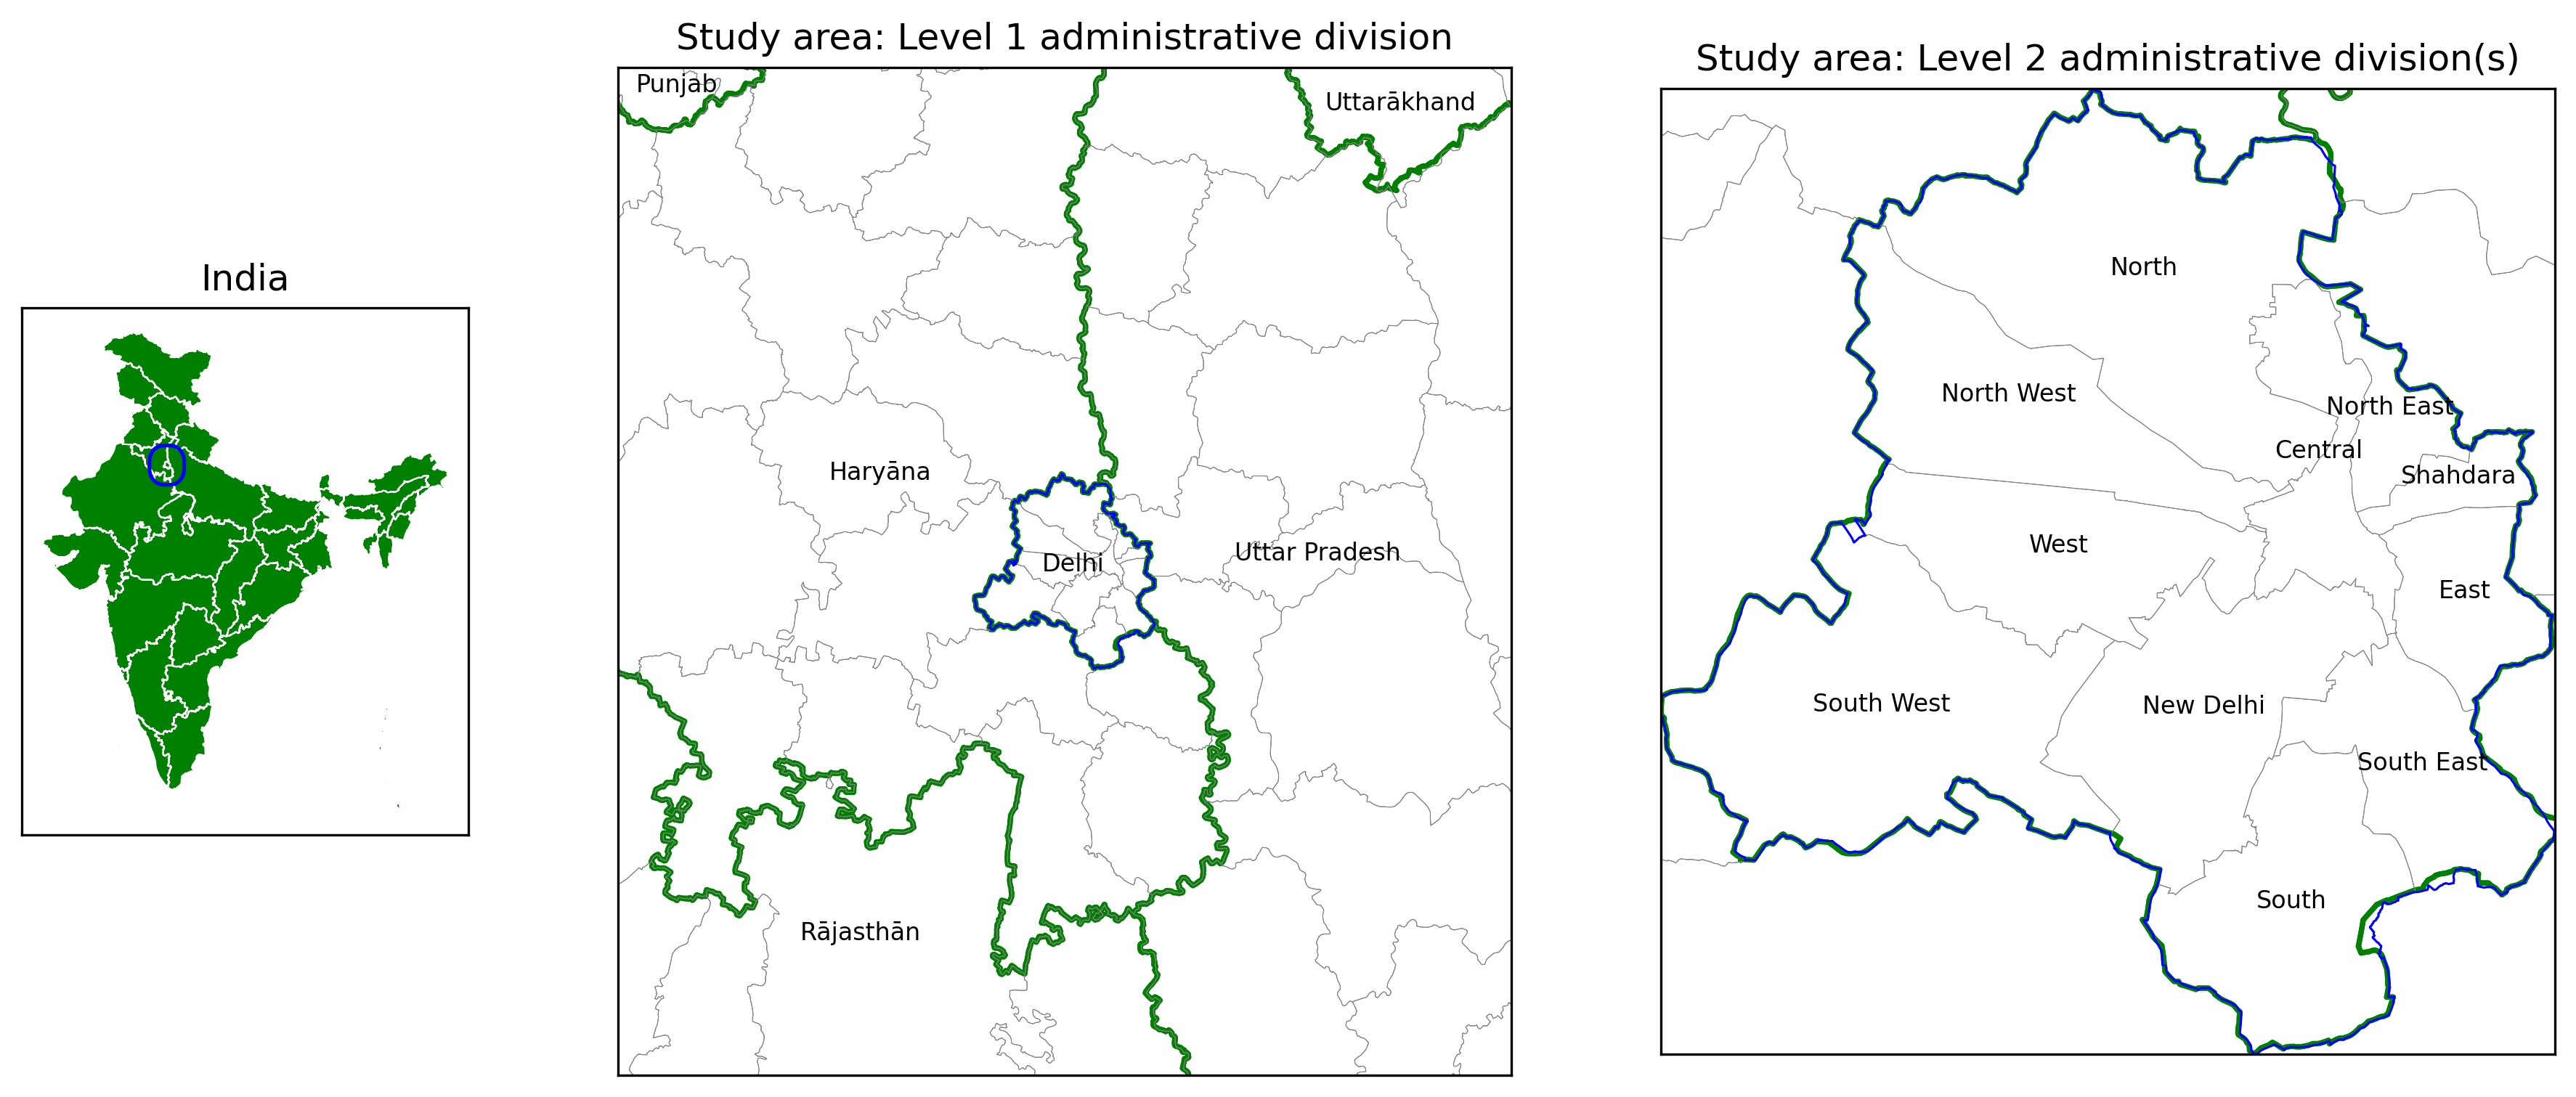 India
Study area: Level 1 administrative division
Punjab
Uttarākhand
Haryāna
Uttar Pradesh
Delhi
Rājasthān
Study area: Level 2 administrative division(s)
North
North West
North East
Central
Shahdara
West
East
South West
New Delhi
South East
South